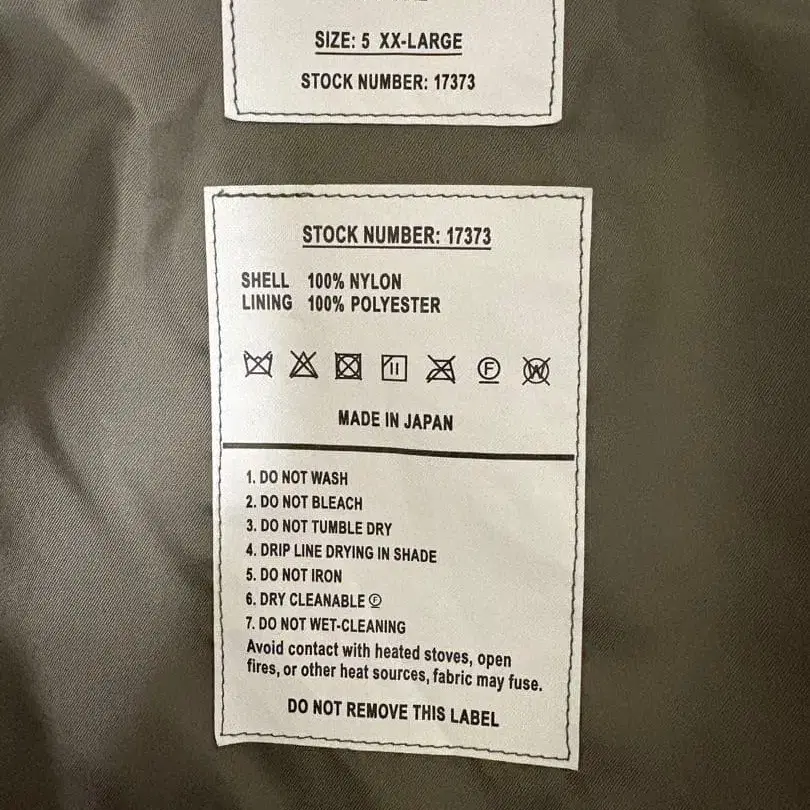 SIZE: 5 XX-LARGE
STOCK NUMBER: 17373
STOCK NUMBER: 17373
SHELL 100% NYLON
LINING 100% POLYESTER
MADE IN JAPAN
1. DO NOT WASH
2. DO NOT BLEACH
3. DO NOT TUMBLE DRY
4. DRIP LINE DRYING IN SHADE
5. DO NOT IRON
6. DRY CLEANABLE Ⓕ
7. DO NOT WET-CLEANING
Avoid contact with heated stoves, open
fires, or other heat sources, fabric may fuse.
DO NOT REMOVE THIS LABEL